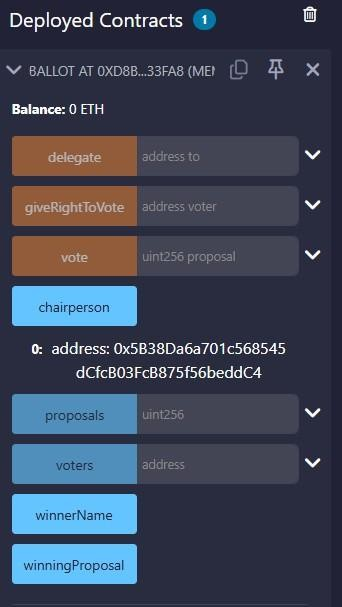 Deployed Contracts 1
BALLOT AT 0XD8B...33FA8 (MEM
Balance: 0 ETH
delegate address to
giveRightToVote address voter
vote uint256 proposal
chairperson
0: address: 0x5B38Da6a701c568545
dCfcB03FcB875f56beddC4
proposals uint256
voters address
winnerName
winningProposal